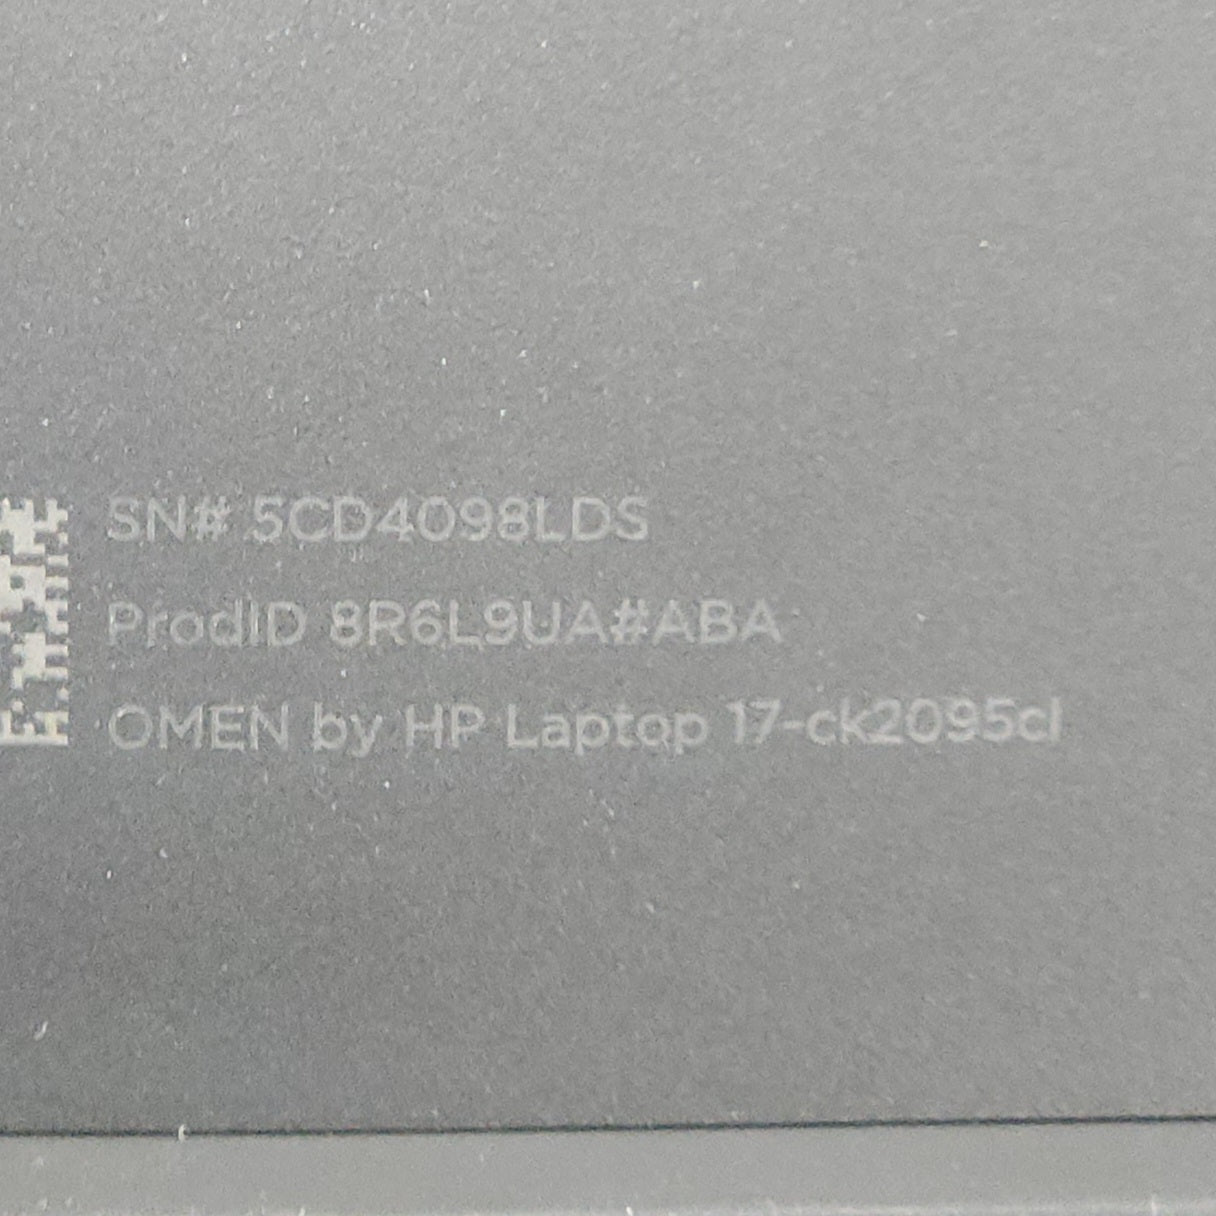 SN# 5CD4098LDS
ProdID 8R6L9UA#ABA
OMEN by HP Laptop 17-ck2095cl